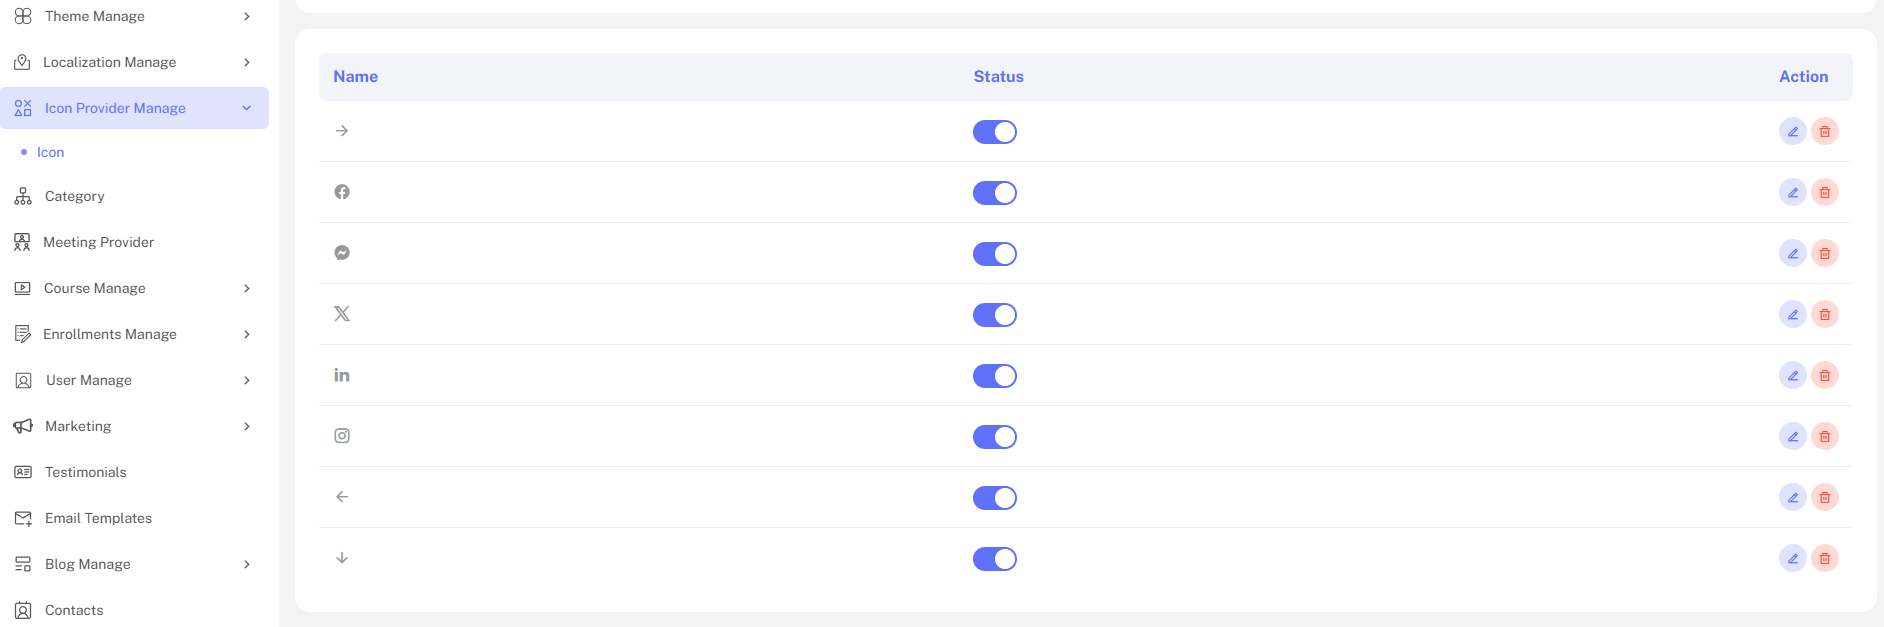 Theme Manage
Localization Manage
Icon Provider Manage
Icon
Category
Meeting Provider
Course Manage
Enrollments Manage
User Manage
Marketing
Testimonials
Email Templates
Blog Manage
Contacts
Name Status Action